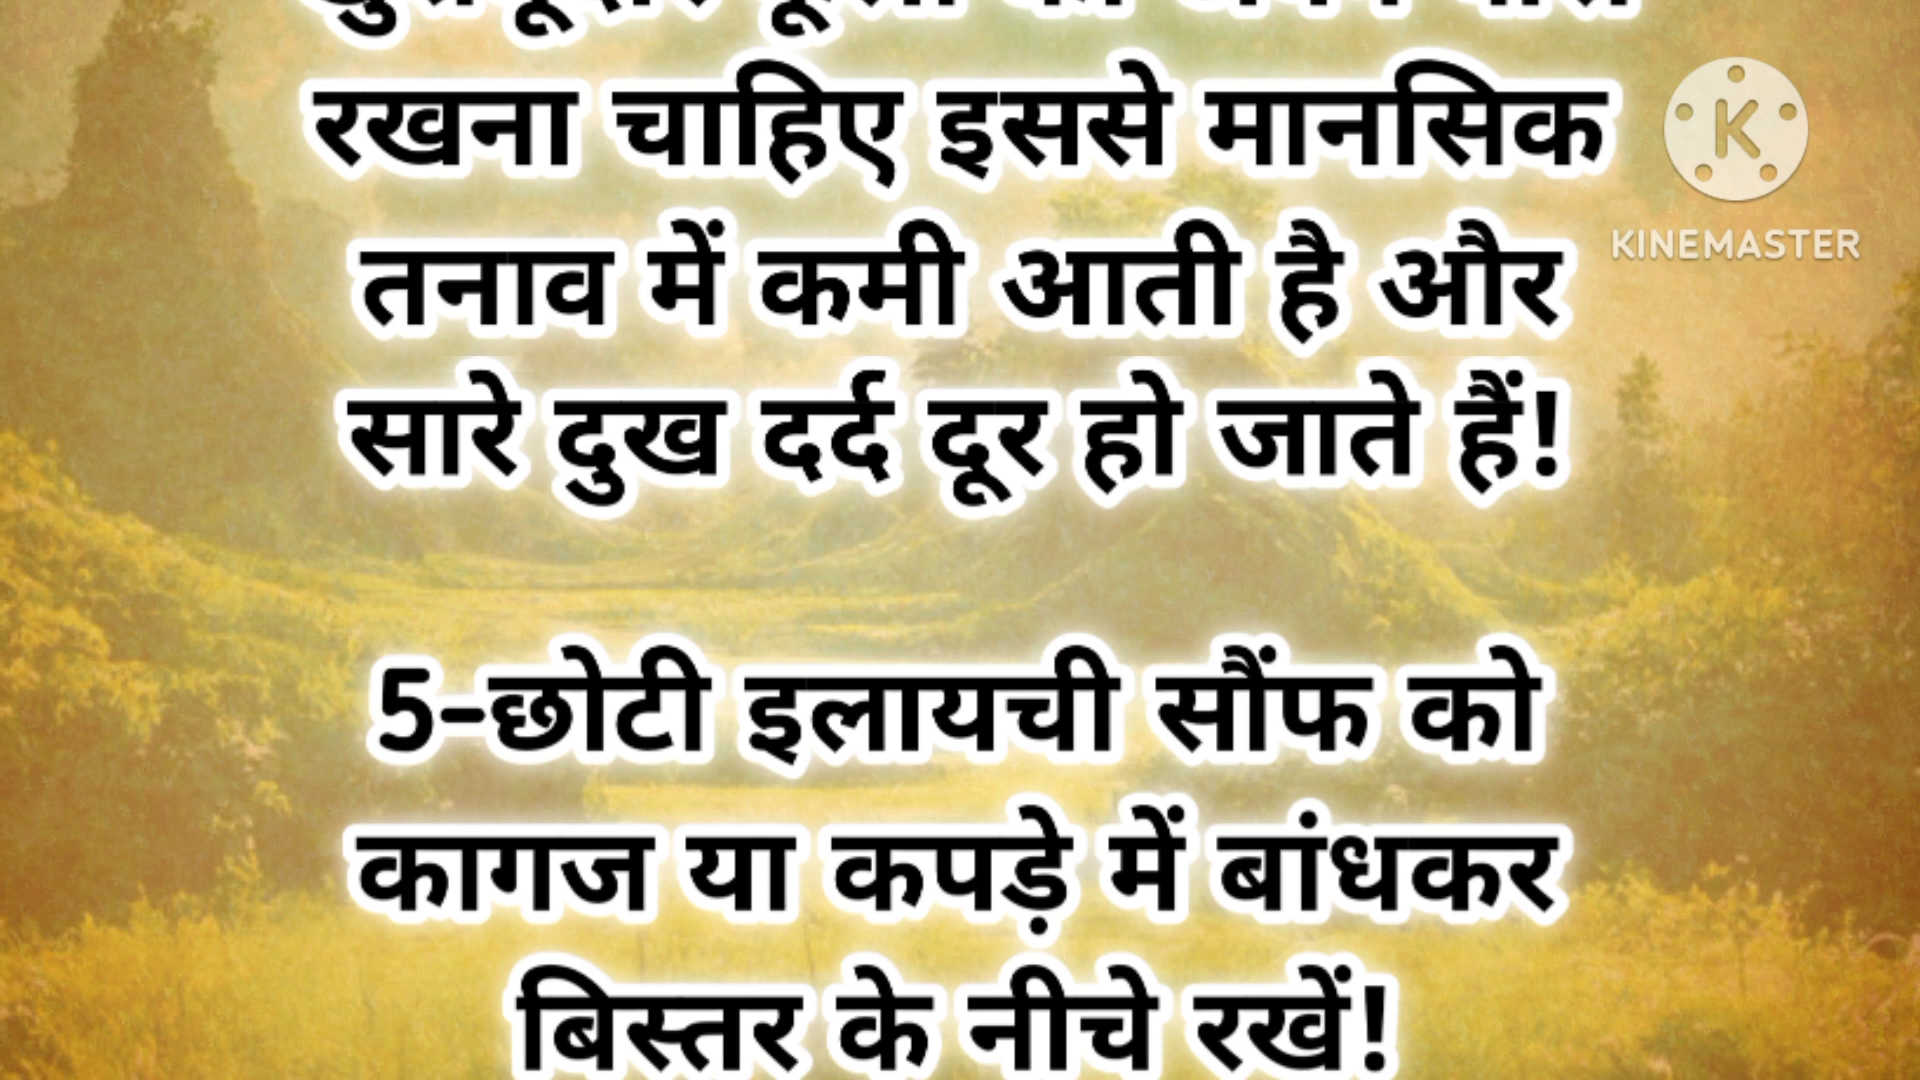 रखना चाहिए इससे मानसिक
तनाव में कमी आती है और
सारे दुख दर्द दूर हो जाते हैं!
5-छोटी इलायची सौंफ को
कागज या कपड़े में बांधकर
बिस्तर के नीचे रखें!
K
KINEMASTER